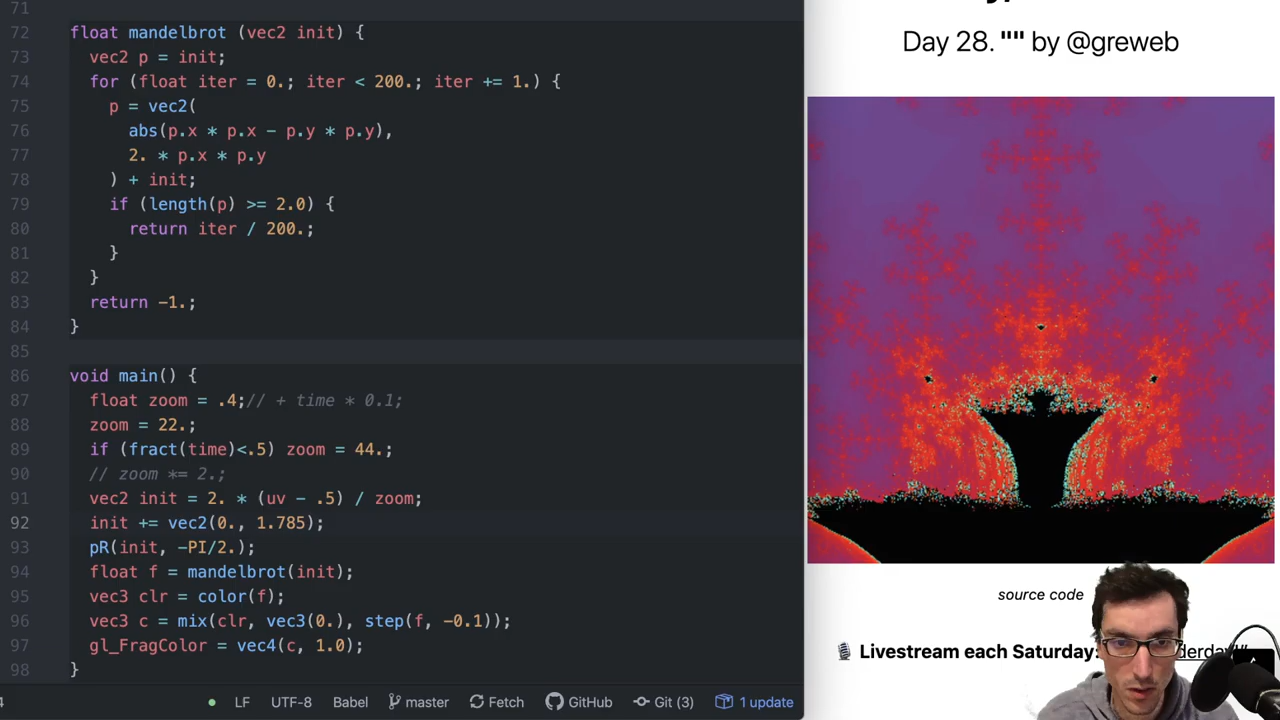 71
72 float mandelbrot (vec2 init) {
73 vec2 p = init;
74 for (float iter = 0.; iter < 200.; iter += 1.) {
75 p = vec2(
76 abs(p.x * p.x - p.y * p.y),
77 2. * p.x * p.y
78 ) + init;
79 if (length(p) >= 2.0) {
80 return iter / 200.;
81 }
82 }
83 return -1.;
84 }
85
86 void main() {
87 float zoom = .4;// + time * 0.1;
88 zoom = 22.;
89 if (fract(time)<.5) zoom = 44.;
90 // zoom *= 2.;
91 vec2 init = 2. * (uv - .5) / zoom;
92 init += vec2(0., 1.785);
93 pR(init, -PI/2.);
94 float f = mandelbrot(init);
95 vec3 clr = color(f);
96 vec3 c = mix(clr, vec3(0.), step(f, -0.1));
97 gl_FragColor = vec4(c, 1.0);
98 }
4 LF UTF-8 Babel master Fetch GitHub Git (3) 1 update
Day 28. "" by @greweb
source code
Livestream each Saturday: